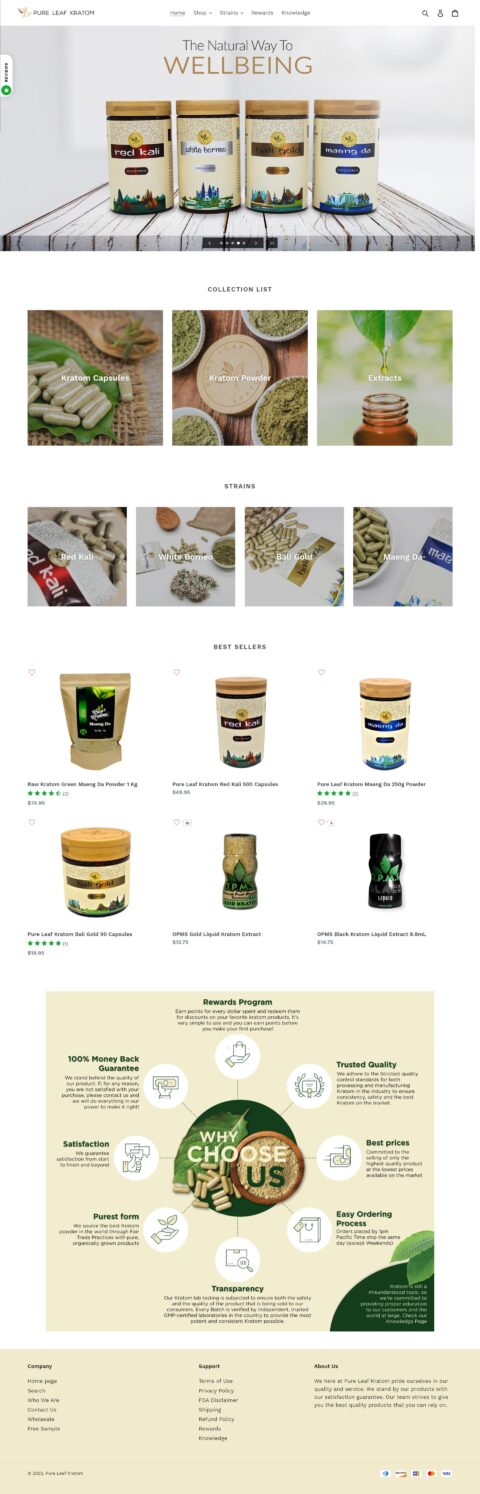 PURE LEAF KRATOM
Home Shop Strains Rewards Knowledge
REVIEWS
The Natural Way To
WELLBEING
red kali
white borneo
bali gold
maeng da
COLLECTION LIST
Kratom Capsules
Kratom Powder
Extracts
STRAINS
Red Kali
White Borneo
Bali Gold
Maeng Da
red kali
bali gold
maeng
BEST SELLERS
Maeng Da
red kali
maeng da
Raw Kratom Green Maeng Da Powder 1 Kg
(2)
$74.95
Pure Leaf Kratom Red Kali 500 Capsules
$49.95
Pure Leaf Kratom Maeng Da 250g Powder
(2)
$39.95
bali gold
O.P.M.S
LIQUID KRATOM
O.P.M.S
BLACK
LIQUID
Pure Leaf Kratom Bali Gold 90 Capsules
(1)
$19.95
OPMS Gold Liquid Kratom Extract
$13.75
OPMS Black Kratom Liquid Extract 8.8mL
$14.75
Rewards Program
Earn points for every dollar spent and redeem them
for discounts on your favorite kratom products. It's
very simple to use and you can earn points before
you make your first purchase!
100% Money Back
Guarantee
We stand behind the quality of
our product. If, for any reason,
you are not satisfied with your
purchase, please contact us and
we will do everything in our
power to make it right!
Trusted Quality
We adhere to the Strictest quality
control standards for both
processing and manufacturing
Kratom in the industry to ensure
consistency, safety and the best
Kratom on the market.
WHY
CHOOSE
US
Satisfaction
We guarantee
satisfaction from start
to finish and beyond
Best prices
Committed to the
selling of only the
highest quality product
at the lowest prices
available on the market
Purest form
We source the best Kratom
powder in the world through Fair
Trade Practices with pure,
organically grown products
Easy Ordering
Process
Orders placed by 1pm
Pacific Time ship the same
day (except Weekends)
Transparency
Our Kratom lab testing is subjected to ensure both the safety
and the quality of the product that is being sold to our
consumers. Every Batch is verified by independent, trusted
GMP-certified laboratories in the country to provide the most
potent and consistent Kratom possible.
Kratom is still a
misunderstood topic, so
we're committed to
providing proper education
to our customers and the
world at large. Check our
Knowledge Page
Company
Home page
Search
Who We Are
Contact Us
Wholesale
Free Sample
Support
Terms of Use
Privacy Policy
FDA Disclaimer
Shipping
Refund Policy
Rewards
Knowledge
About Us
We here at Pure Leaf Kratom pride ourselves in our
quality and service. We stand by our products with
our satisfaction guarantee. Our team strives to give
you the best quality products that you can rely on.
© 2022, Pure Leaf Kratom
VISA